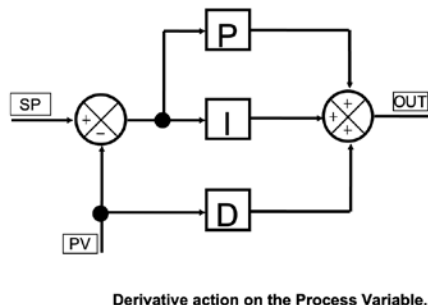 P
SP
+
−
I
+
+
+
OUT
D
PV
Derivative action on the Process Variable.